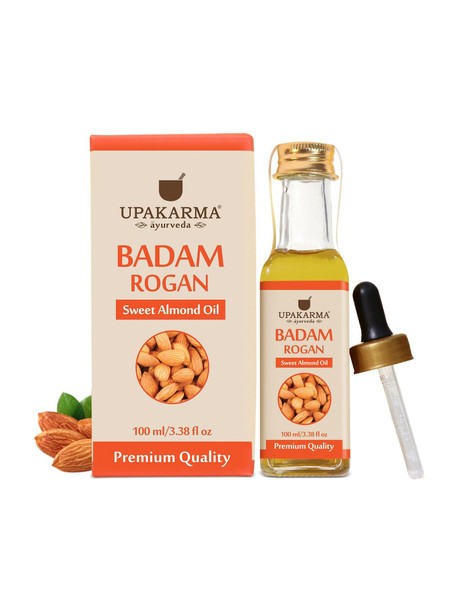 UPAKARMA®
āyurveda
BADAM
ROGAN
Sweet Almond Oil
100 ml/3.38 fl oz
Premium Quality
UPAKARMA®
āyurveda
BADAM
ROGAN
Sweet Almond Oil
100 ml/3.38 fl oz
Premium Quality